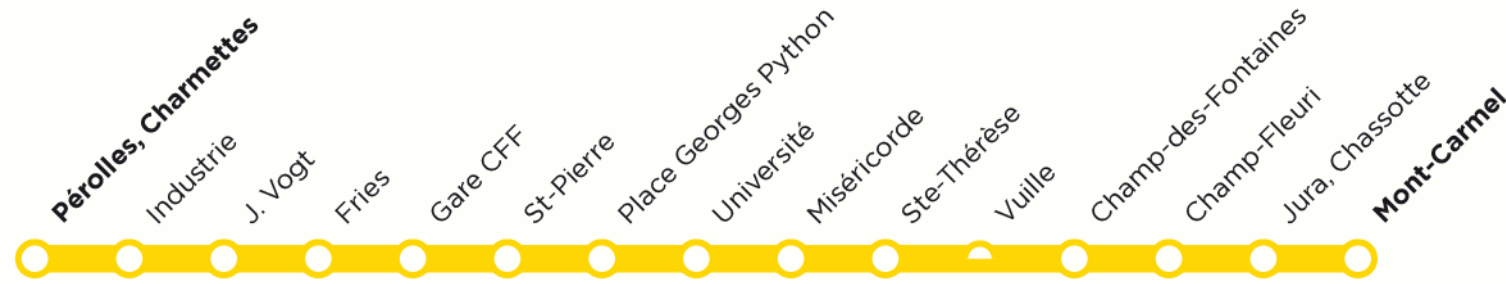 Pérolles, Charmettes
Industrie
J. Vogt
Fries
Gare CFF
St-Pierre
Place Georges Python
Université
Miséricorde
Ste-Thérèse
Vuille
Champ-des-Fontaines
Champ-Fleuri
Jura, Chassotte
Mont-Carmel